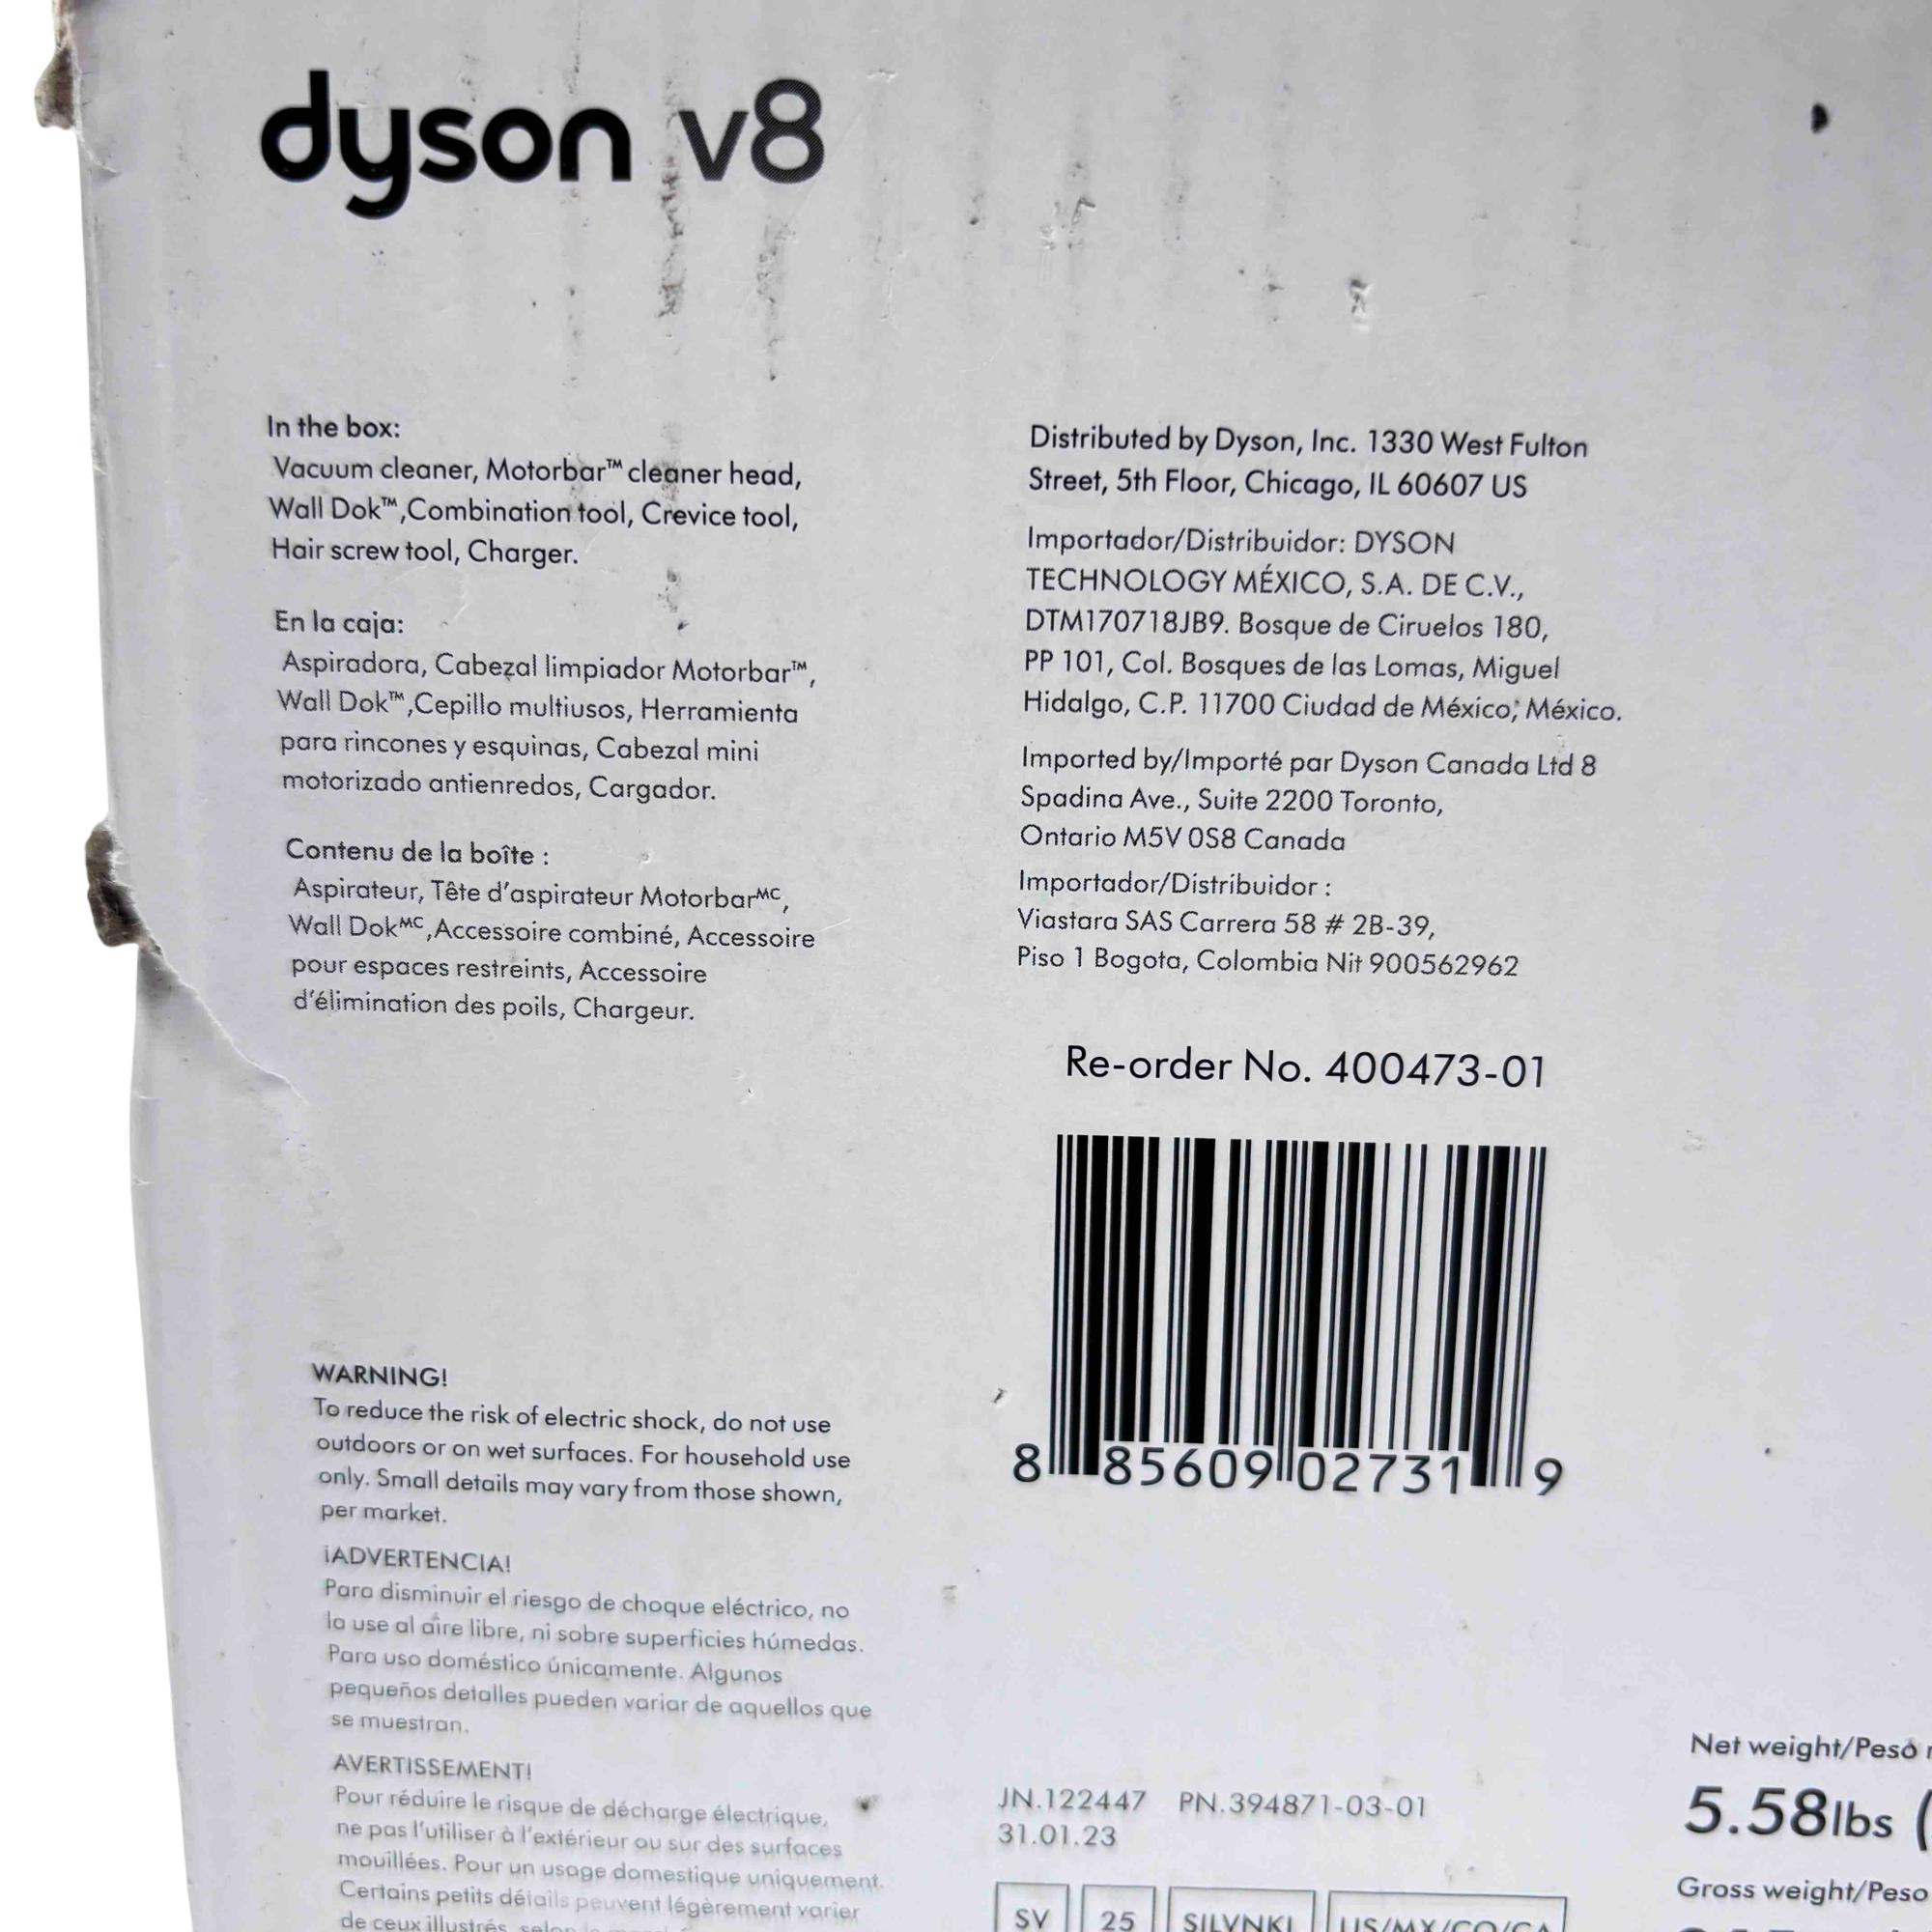 dyson v8
In the box:
Vacuum cleaner, Motorbar™ cleaner head,
Wall Dok™,Combination tool, Crevice tool,
Hair screw tool, Charger.
En la caja:
Aspiradora, Cabezal limpiador Motorbar™,
Wall Dok™,Cepillo multiusos, Herramienta
para rincones y esquinas, Cabezal mini
motorizado antienredos, Cargador.
Contenu de la boîte :
Aspirateur, Tête d'aspirateur Motorbarᴹᶜ,
Wall Dokᴹᶜ,Accessoire combiné, Accessoire
pour espaces restreints, Accessoire
d'élimination des poils, Chargeur.
WARNING!
To reduce the risk of electric shock, do not use
outdoors or on wet surfaces. For household use
only. Small details may vary from those shown,
per market.
¡ADVERTENCIA!
Para disminuir el riesgo de choque eléctrico, no
la use al aire libre, ni sobre superficies húmedas.
Para uso doméstico únicamente. Algunos
pequeños detalles pueden variar de aquellos que
se muestran.
AVERTISSEMENT!
Pour réduire le risque de décharge électrique,
ne pas l'utiliser à l'extérieur ou sur des surfaces
mouillées. Pour un usage domestique uniquement.
Certains petits détails peuvent légèrement varier
de ceux illustrés, selon
Distributed by Dyson, Inc. 1330 West Fulton
Street, 5th Floor, Chicago, IL 60607 US
Importador/Distribuidor: DYSON
TECHNOLOGY MÉXICO, S.A. DE C.V.,
DTM170718JB9. Bosque de Ciruelos 180,
PP 101, Col. Bosques de las Lomas, Miguel
Hidalgo, C.P. 11700 Ciudad de México, México.
Imported by/Importé par Dyson Canada Ltd 8
Spadina Ave., Suite 2200 Toronto,
Ontario M5V 0S8 Canada
Importador/Distribuidor :
Viastara SAS Carrera 58 # 2B-39,
Piso 1 Bogota, Colombia Nit 900562962
Re-order No. 400473-01
8 85609 02731 9
JN.122447 PN.394871-03-01
31.01.23
SV 25 SILVNKL US/MX/CO/CA
Net weight/Peso
5.58lbs (
Gross weight/Peso